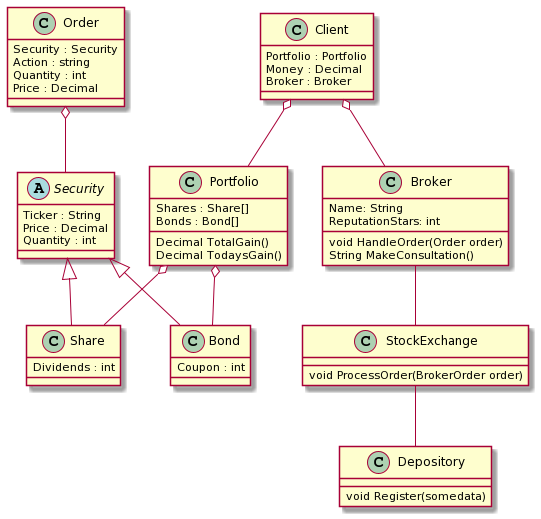 C Order
Security : Security
Action : string
Quantity : int
Price : Decimal
C Client
Portfolio : Portfolio
Money : Decimal
Broker : Broker
A Security
Ticker : String
Price : Decimal
Quantity : int
C Portfolio
Shares : Share[]
Bonds : Bond[]
Decimal TotalGain()
Decimal TodaysGain()
C Broker
Name: String
ReputationStars: int
void HandleOrder(Order order)
String MakeConsultation()
C Share
Dividends : int
C Bond
Coupon : int
C StockExchange
void ProcessOrder(BrokerOrder order)
C Depository
void Register(somedata)